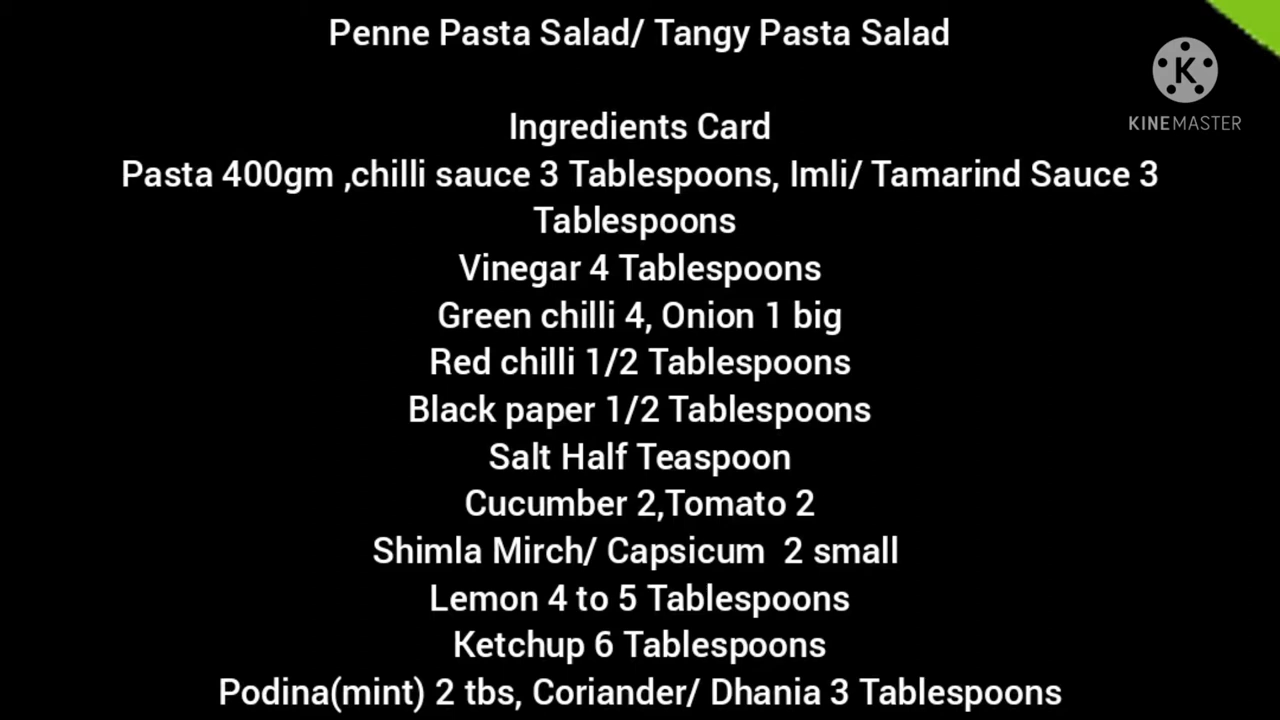 Penne Pasta Salad/ Tangy Pasta Salad
K
KINEMASTER
Ingredients Card
Pasta 400gm ,chilli sauce 3 Tablespoons, Imli/ Tamarind Sauce 3
Tablespoons
Vinegar 4 Tablespoons
Green chilli 4, Onion 1 big
Red chilli 1/2 Tablespoons
Black paper 1/2 Tablespoons
Salt Half Teaspoon
Cucumber 2,Tomato 2
Shimla Mirch/ Capsicum  2 small
Lemon 4 to 5 Tablespoons
Ketchup 6 Tablespoons
Podina(mint) 2 tbs, Coriander/ Dhania 3 Tablespoons